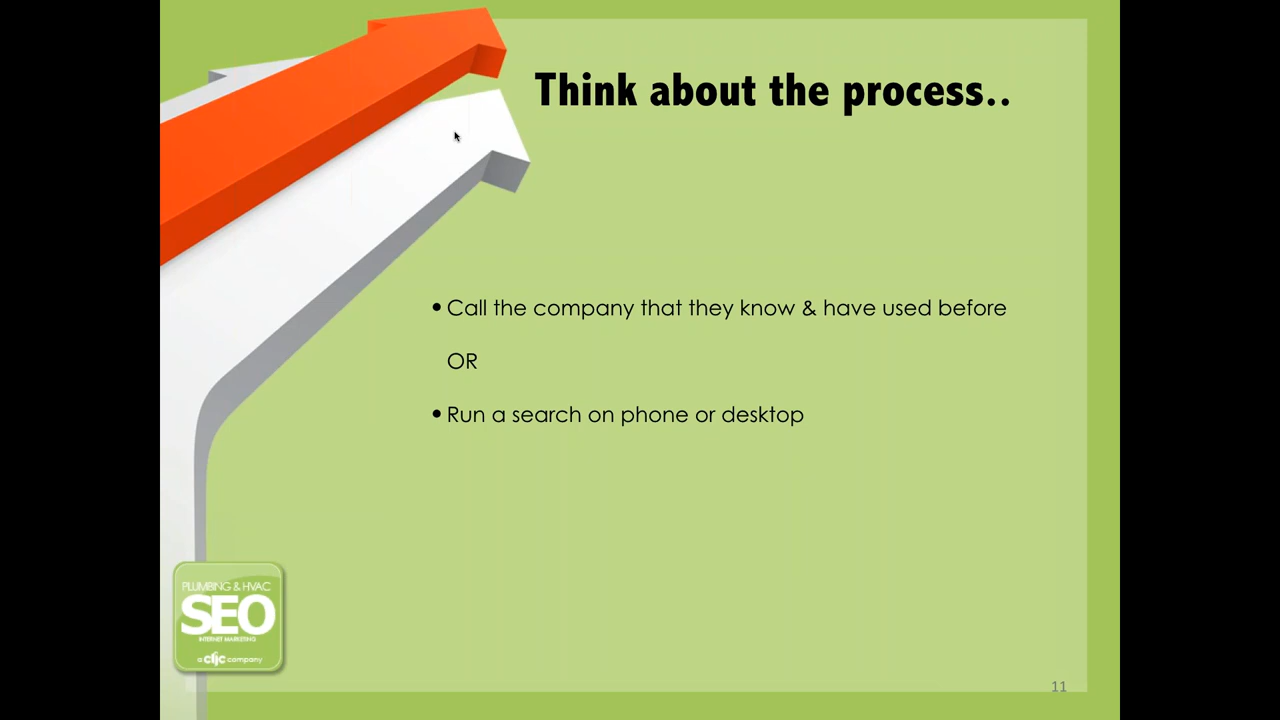 Think about the process..
• Call the company that they know & have used before
OR
• Run a search on phone or desktop
PLUMBING & HVAC
SEO
INTERNET MARKETING
a cljc company
11